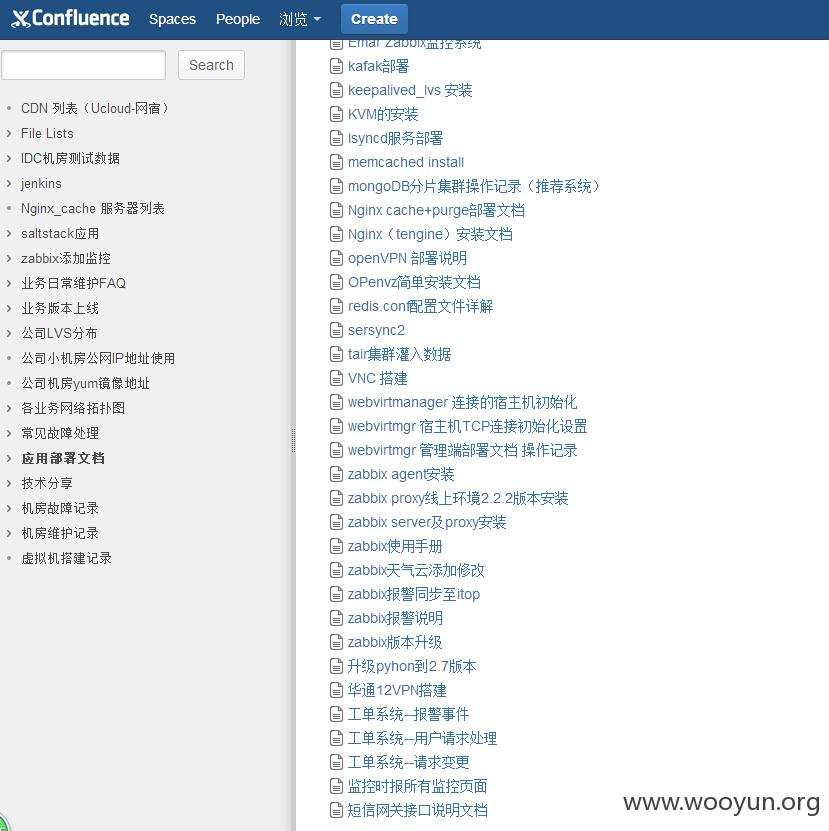 Confluence Spaces People 浏览 Create
Search
CDN 列表（Ucloud-网宿）
File Lists
IDC机房测试数据
jenkins
Nginx_cache 服务器列表
saltstack应用
zabbix添加监控
业务日常维护FAQ
业务版本上线
公司LVS分布
公司小机房公网IP地址使用
公司机房yum镜像地址
各业务网络拓扑图
常见故障处理
应用部署文档
技术分享
机房故障记录
机房维护记录
虚拟机搭建记录
Emar Zabbix监控系统
kafak部署
keepalived_lvs 安装
KVM的安装
lsyncd服务部署
memcached install
mongoDB分片集群操作记录（推荐系统）
Nginx cache+purge部署文档
Nginx（tengine）安装文档
openVPN 部署说明
OPenvz简单安装文档
redis.conf配置文件详解
sersync2
tair集群灌入数据
VNC 搭建
webvirtmanager 连接的宿主机初始化
webvirtmgr 宿主机TCP连接初始化设置
webvirtmgr 管理端部署文档 操作记录
zabbix agent安装
zabbix proxy线上环境2.2.2版本安装
zabbix server及proxy安装
zabbix使用手册
zabbix天气云添加修改
zabbix报警同步至itop
zabbix报警说明
zabbix版本升级
升级pyhon到2.7版本
华通12VPN搭建
工单系统--报警事件
工单系统--用户请求处理
工单系统--请求变更
监控时报所有监控页面
短信网关接口说明文档
www.wooyun.org